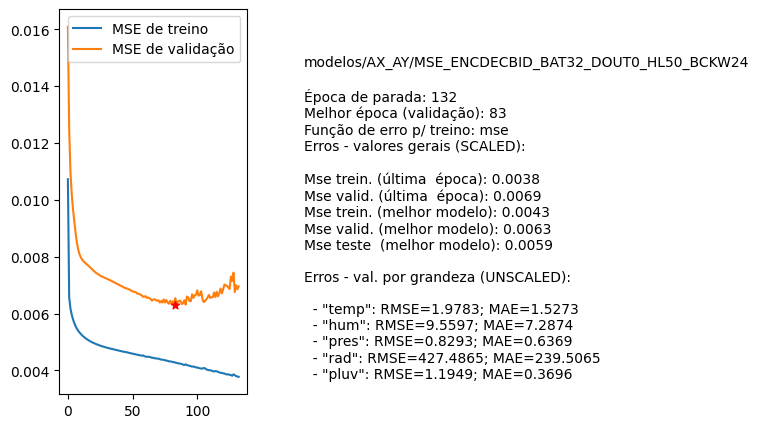 MSE de treino
MSE de validação
0.016
0.014
0.012
0.010
0.008
0.006
0.004
0
50
100
modelos/AX_AY/MSE_ENCDECBID_BAT32_DOUT0_HL50_BCKW24
Época de parada: 132
Melhor época (validação): 83
Função de erro p/ treino: mse
Erros - valores gerais (SCALED):
Mse trein. (última  época): 0.0038
Mse valid. (última  época): 0.0069
Mse trein. (melhor modelo): 0.0043
Mse valid. (melhor modelo): 0.0063
Mse teste  (melhor modelo): 0.0059
Erros - val. por grandeza (UNSCALED):
- "temp": RMSE=1.9783; MAE=1.5273
- "hum": RMSE=9.5597; MAE=7.2874
- "pres": RMSE=0.8293; MAE=0.6369
- "rad": RMSE=427.4865; MAE=239.5065
- "pluv": RMSE=1.1949; MAE=0.3696